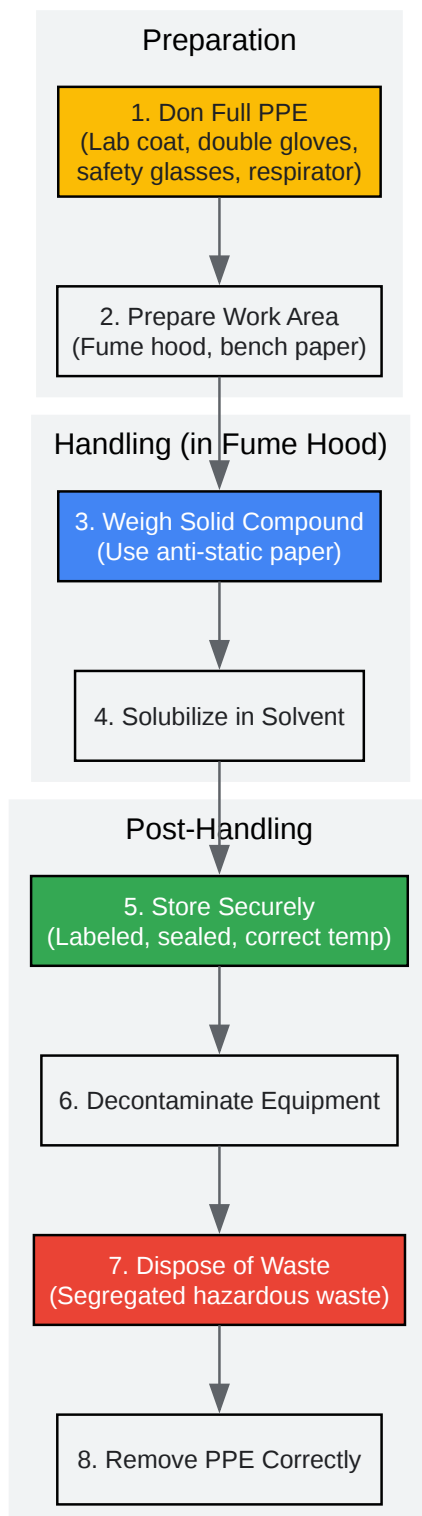 Preparation
1. Don Full PPE
(Lab coat, double gloves,
safety glasses, respirator)
2. Prepare Work Area
(Fume hood, bench paper)
Handling (in Fume Hood)
3. Weigh Solid Compound
(Use anti-static paper)
4. Solubilize in Solvent
Post-Handling
5. Store Securely
(Labeled, sealed, correct temp)
6. Decontaminate Equipment
7. Dispose of Waste
(Segregated hazardous waste)
8. Remove PPE Correctly